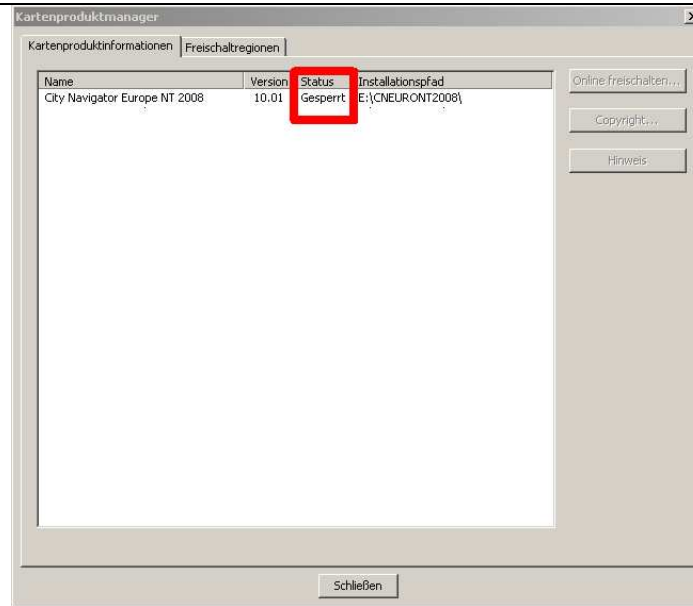 Kartenproduktmanager
Kartenproduktinformationen Freischaltregionen
Name Version Status Installationspfad
City Navigator Europe NT 2008 10.01 Gesperrt E:\CNEURONT2008\
Online freischalten...
Copyright...
Hinweis
Schließen